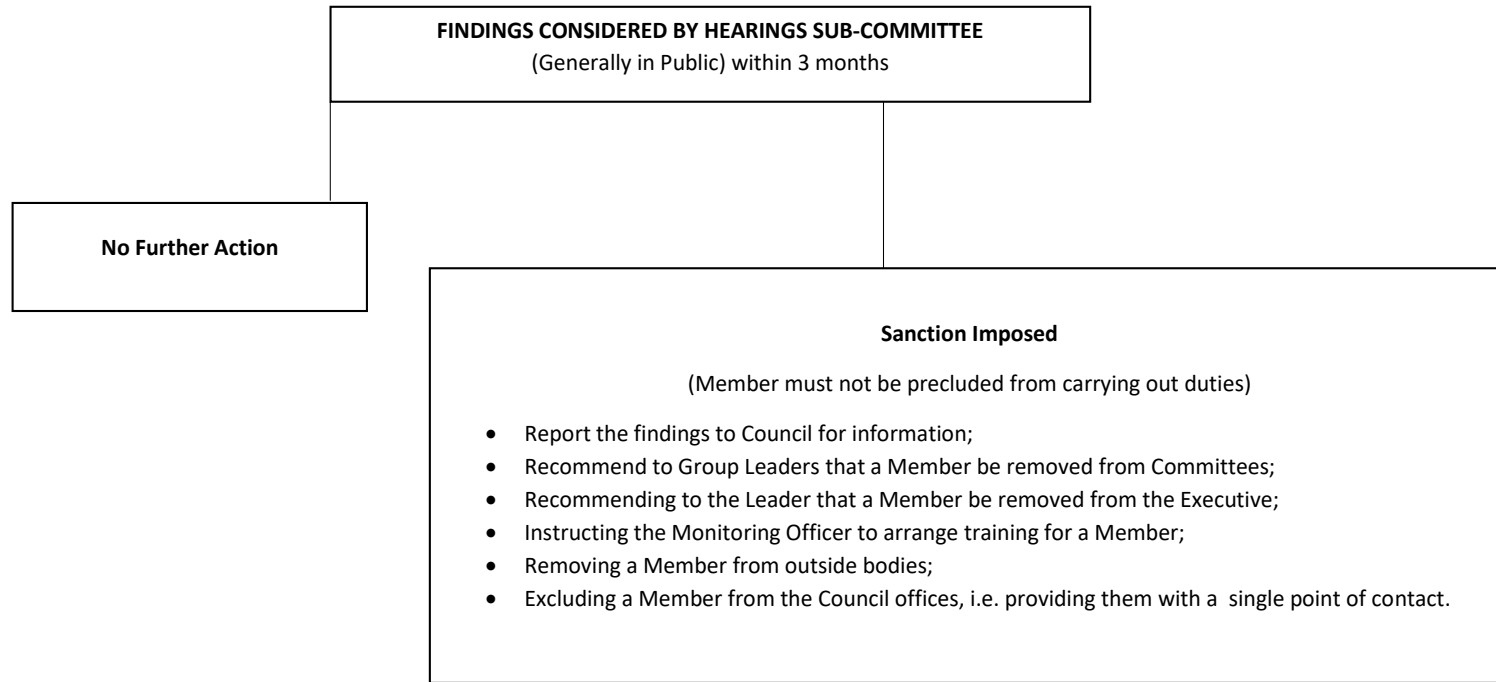 FINDINGS CONSIDERED BY HEARINGS SUB-COMMITTEE
(Generally in Public) within 3 months
No Further Action
Sanction Imposed
(Member must not be precluded from carrying out duties)
• Report the findings to Council for information;
• Recommend to Group Leaders that a Member be removed from Committees;
• Recommending to the Leader that a Member be removed from the Executive;
• Instructing the Monitoring Officer to arrange training for a Member;
• Removing a Member from outside bodies;
• Excluding a Member from the Council offices, i.e. providing them with a single point of contact.